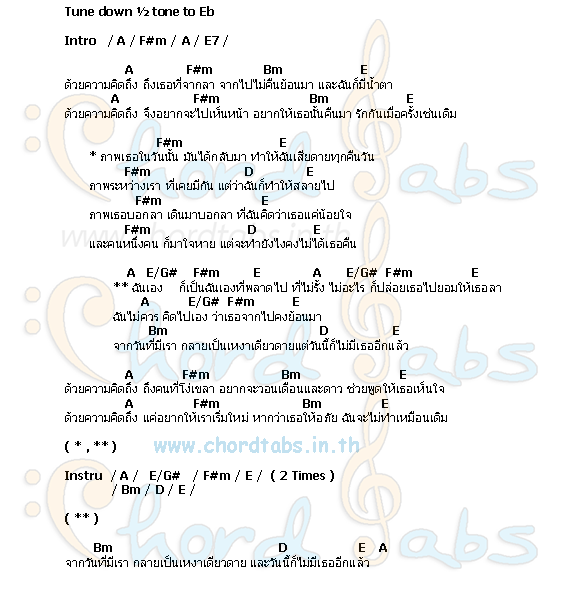 Tune down ½ tone to Eb
Intro / A / F#m / A / E7 /
A F#m Bm E
ด้วยความคิดถึง ถึงเธอที่จากลา จากไปไม่คืนย้อนมา และฉันก็มีน้ำตา
A F#m Bm E
ด้วยความคิดถึง จึงอยากจะไปเห็นหน้า อยากให้เธอนั้นคืนมา รักกันเมื่อครั้งเช่นเดิม
F#m E
* ภาพเธอในวันนั้น มันได้กลับมา ทำให้ฉันเสียดายทุกคืนวัน
F#m D E
ภาพระหว่างเรา ที่เคยมีกัน แต่ว่าฉันก็ทำให้สลายไป
F#m E
ภาพเธอบอกลา เดินมาบอกลา ที่ฉันคิดว่าเธอแค่น้อยใจ
F#m D E
และคนหนึ่งคน ก็มาใจหาย แต่จะทำยังไงคงไม่ได้เธอคืน
A E/G# F#m E A E/G# F#m E
** ฉันเอง ก็เป็นฉันเองที่พลาดไป ที่ไม่รั้ง ไม่อะไร ก็ปล่อยเธอไปยอมให้เธอลา
A E/G# F#m E
ฉันไม่ควร คิดไปเอง ว่าเธอจากไปคงย้อนมา
Bm D E
จากวันที่มีเรา กลายเป็นเหงาเดียวดายแต่วันนี้ก็ไม่มีเธออีกแล้ว
A F#m Bm E
ด้วยความคิดถึง ถึงคนที่โง่เขลา อยากจะวอนเดือนและดาว ช่วยพูดให้เธอเห็นใจ
A F#m Bm E
ด้วยความคิดถึง แค่อยากให้เราเริ่มใหม่ หากว่าเธอให้อภัย ฉันจะไม่ทำเหมือนเดิม
( * , ** ) www.chordtabs.in.th
Instru / A / E/G# / F#m / E / ( 2 Times )
/ Bm / D / E /
( ** )
Bm D E A
จากวันที่มีเรา กลายเป็นเหงาเดียวดาย และวันนี้ก็ไม่มีเธออีกแล้ว